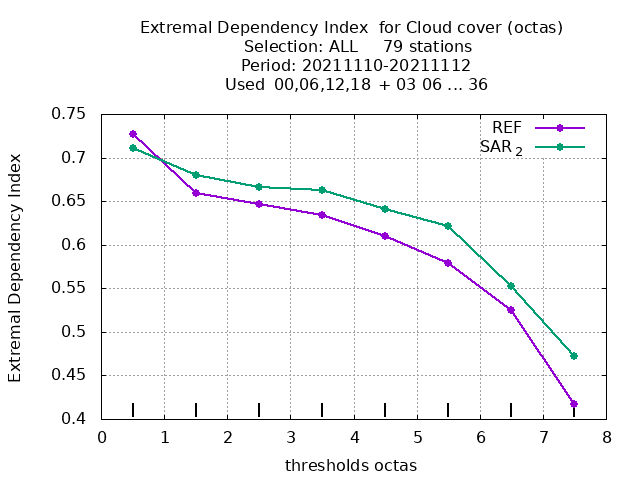 Extremal Dependency Index  for Cloud cover (octas)
Selection: ALL     79 stations
Period: 20211110-20211112
Used  00,06,12,18  + 03 06 ... 36
REF
SAR 2
Extremal Dependency Index
0.75
0.7
0.65
0.6
0.55
0.5
0.45
0.4
0 1 2 3 4 5 6 7 8
thresholds octas